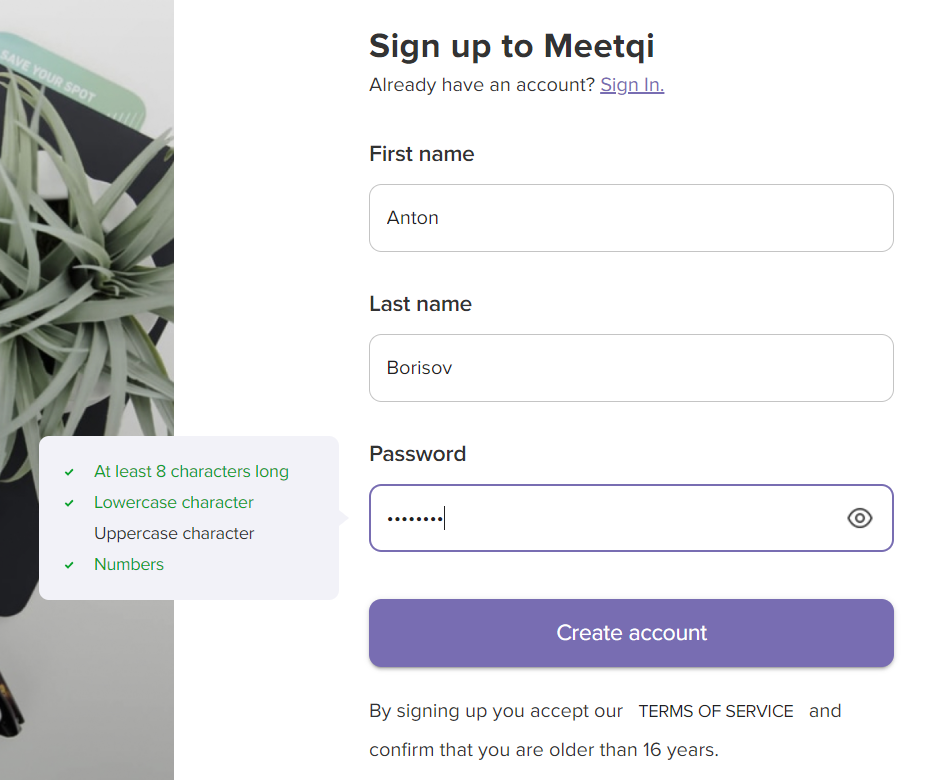 SAVE YOUR SPOT
Sign up to Meetqi
Already have an account? Sign In.
First name
Anton
Last name
Borisov
At least 8 characters long
Lowercase character
Uppercase character
Numbers
Password
••••••••
Create account
By signing up you accept our TERMS OF SERVICE and
confirm that you are older than 16 years.